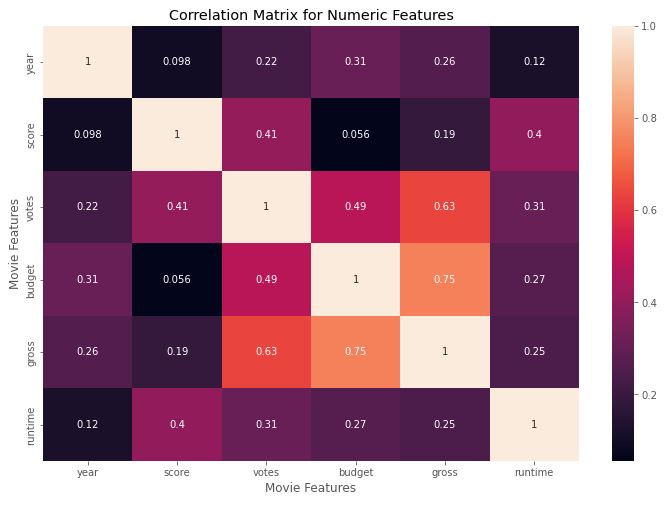 Correlation Matrix for Numeric Features
Movie Features
year 1 0.098 0.22 0.31 0.26 0.12
score 0.098 1 0.41 0.056 0.19 0.4
votes 0.22 0.41 1 0.49 0.63 0.31
budget 0.31 0.056 0.49 1 0.75 0.27
gross 0.26 0.19 0.63 0.75 1 0.25
runtime 0.12 0.4 0.31 0.27 0.25 1
year score votes budget gross runtime
Movie Features
1.0
0.8
0.6
0.4
0.2